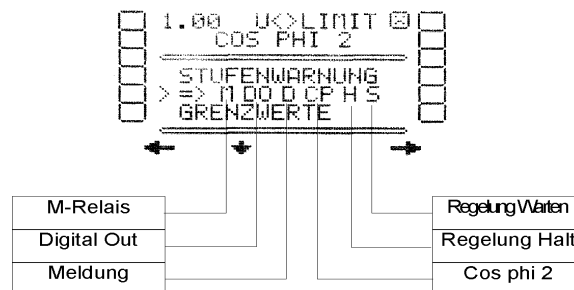 1.00 U<>LIMIT
COS PHI 2
STUFENWARNUNG
> => M DO D CP H S
GRENZWERTE
M-Relais
Digital Out
Meldung
Regelung Warten
Regelung Halt
Cos phi 2